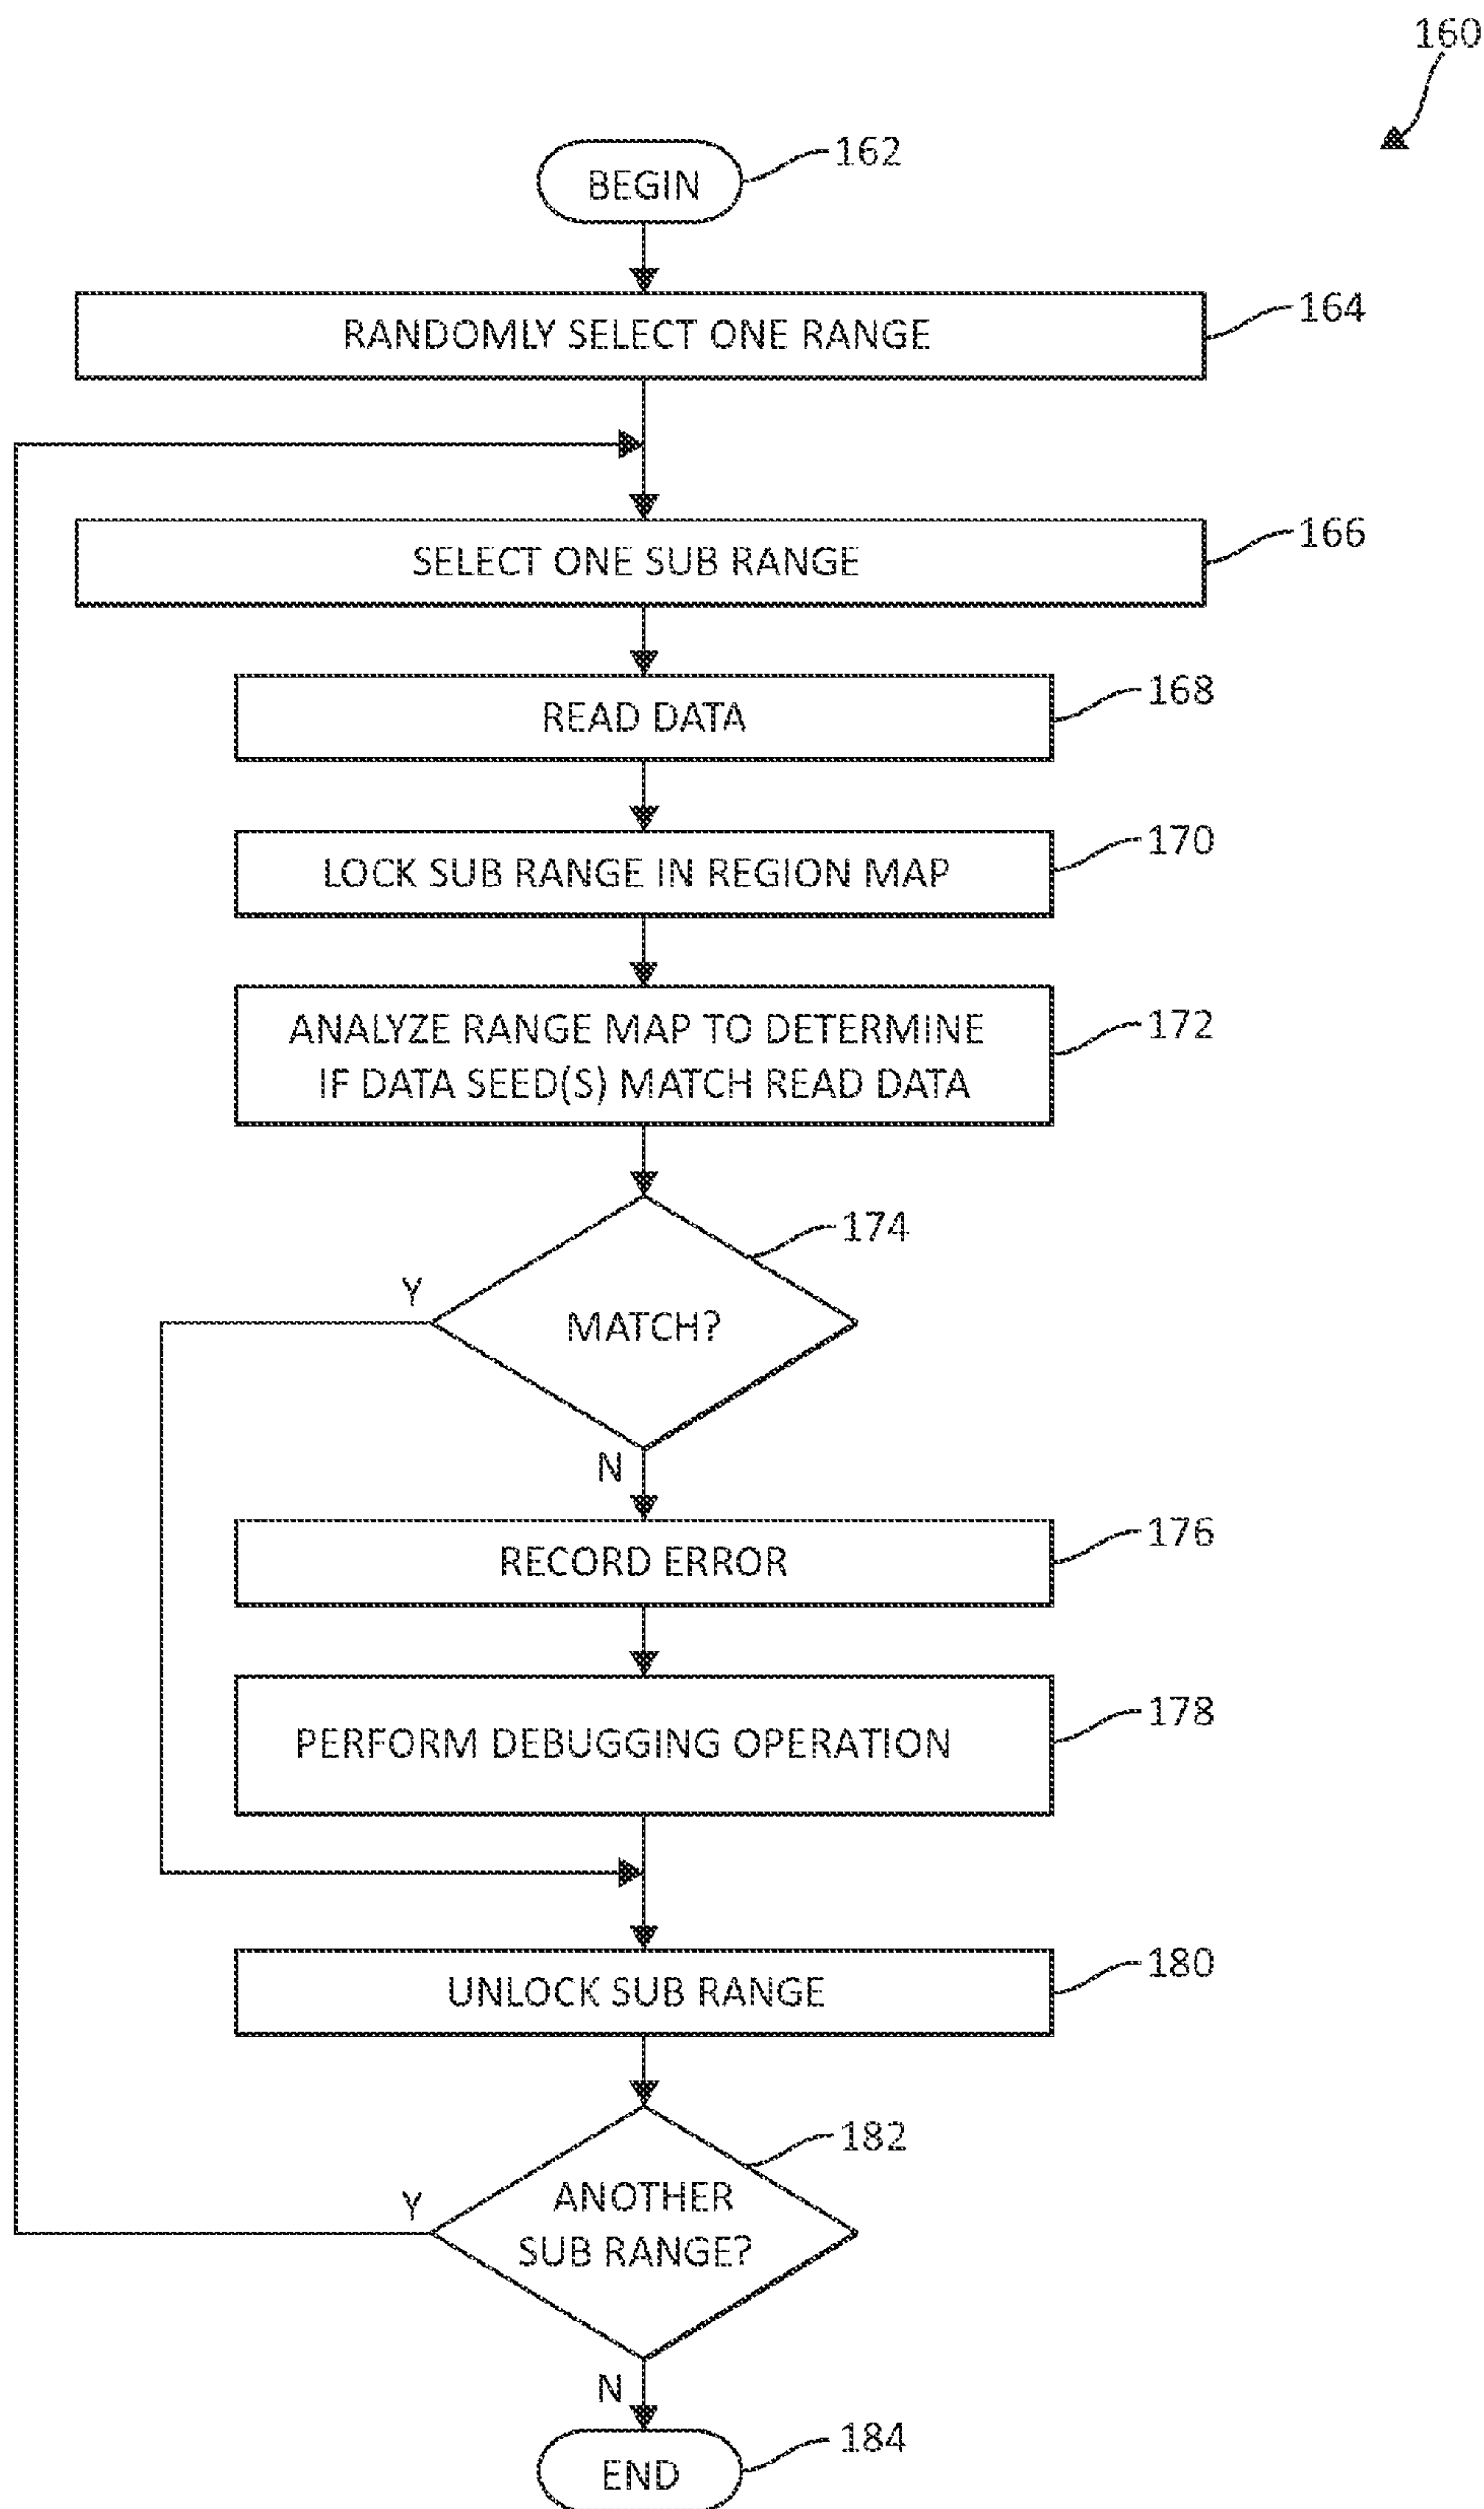 160
BEGIN
162
RANDOMLY SELECT ONE RANGE
164
SELECT ONE SUB RANGE
166
READ DATA
168
LOCK SUB RANGE IN REGION MAP
170
ANALYZE RANGE MAP TO DETERMINE
IF DATA SEED(S) MATCH READ DATA
172
174
Y
MATCH?
N
RECORD ERROR
176
PERFORM DEBUGGING OPERATION
178
UNLOCK SUB RANGE
180
182
Y
ANOTHER
SUB RANGE?
N
END
184